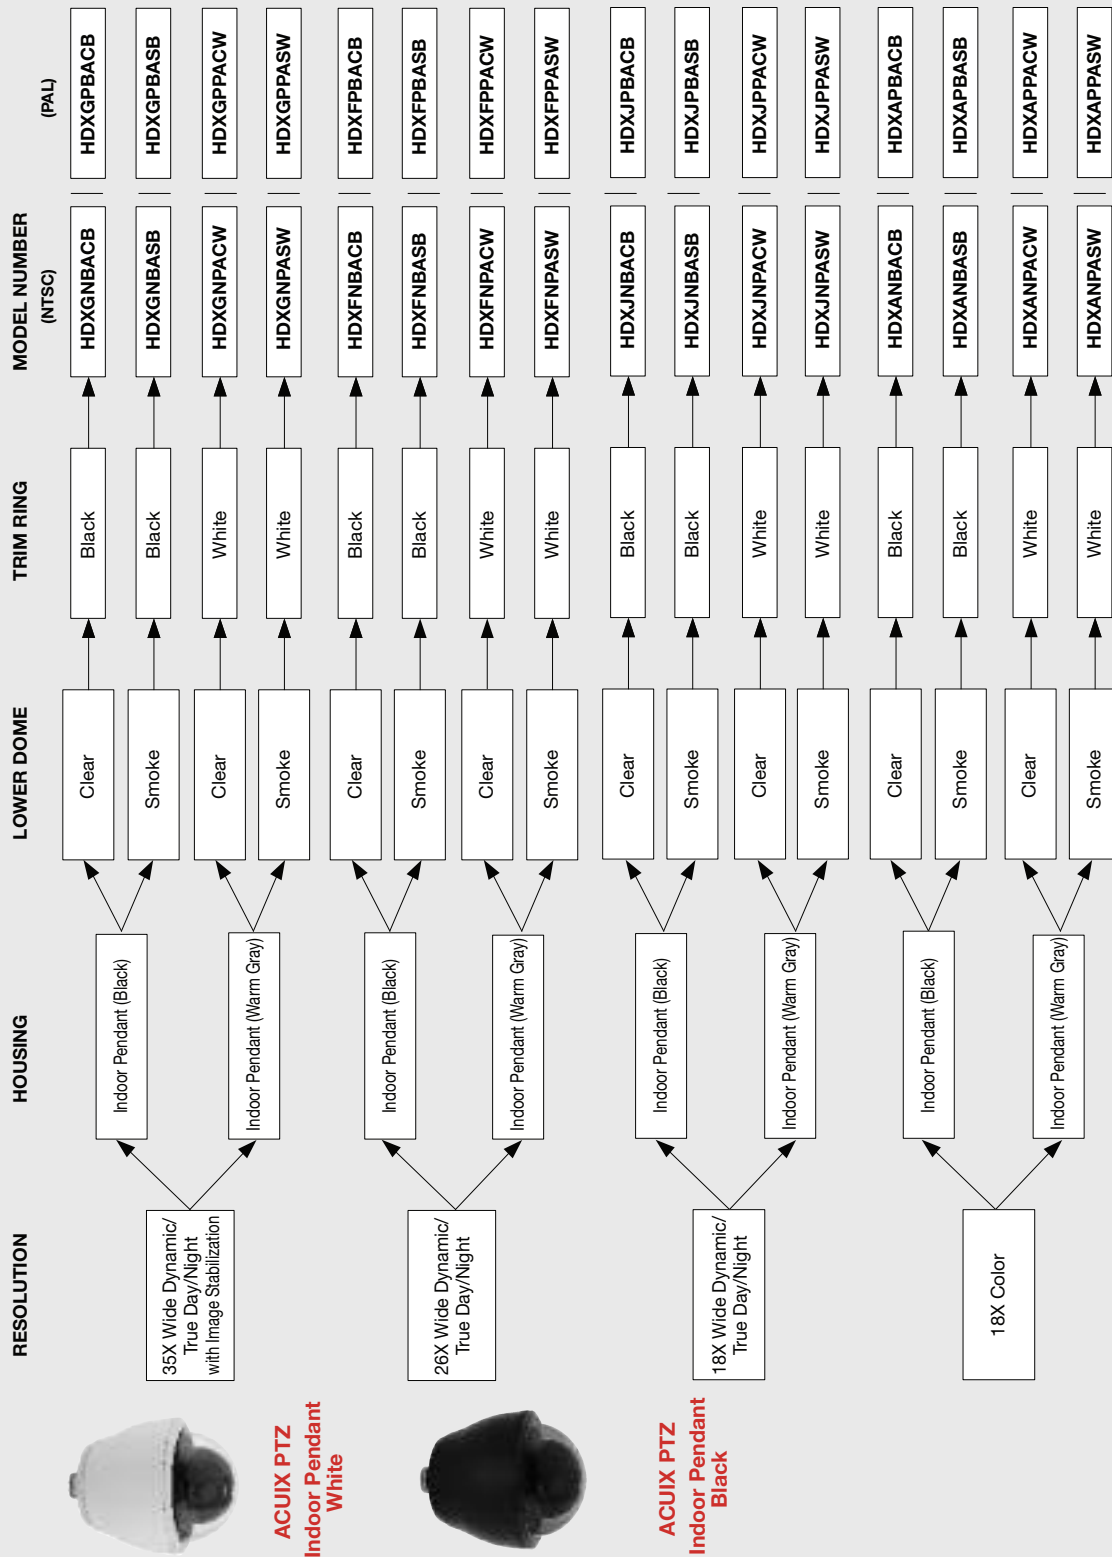 RESOLUTION
HOUSING
LOWER DOME
TRIM RING
MODEL NUMBER
(NTSC)
(PAL)
ACUIX PTZ
Indoor Pendant
White
ACUIX PTZ
Indoor Pendant
Black
35X Wide Dynamic/
True Day/Night
with Image Stabilization
Indoor Pendant (Black)
Clear
Black
HDXGNBACB
HDXGPBACB
Smoke
Black
HDXGNBASB
HDXGPBASB
Indoor Pendant (Warm Gray)
Clear
White
HDXGNPACW
HDXGPPACW
Smoke
White
HDXGNPASW
HDXGPPASW
26X Wide Dynamic/
True Day/Night
Indoor Pendant (Black)
Clear
Black
HDXFNBACB
HDXFPBACB
Smoke
Black
HDXFNBASB
HDXFPBASB
Indoor Pendant (Warm Gray)
Clear
White
HDXFNPACW
HDXFPPACW
Smoke
White
HDXFNPASW
HDXFPPASW
18X Wide Dynamic/
True Day/Night
Indoor Pendant (Black)
Clear
Black
HDXJNBACB
HDXJPBACB
Smoke
Black
HDXJNBASB
HDXJPBASB
Indoor Pendant (Warm Gray)
Clear
White
HDXJNPACW
HDXJPPACW
Smoke
White
HDXJNPASW
HDXJPPASW
18X Color
Indoor Pendant (Black)
Clear
Black
HDXANBACB
HDXAPBACB
Smoke
Black
HDXANBASB
HDXAPBASB
Indoor Pendant (Warm Gray)
Clear
White
HDXANPACW
HDXAPPACW
Smoke
White
HDXANPASW
HDXAPPASW